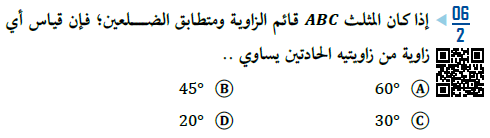 06
2
إذا كان المثلث ABC قائم الزاوية ومتطابق الضلعين؛ فإن قياس أي
زاوية من زاويتيه الحادتين يساوي ..
60° A
45° B
30° C
20° D